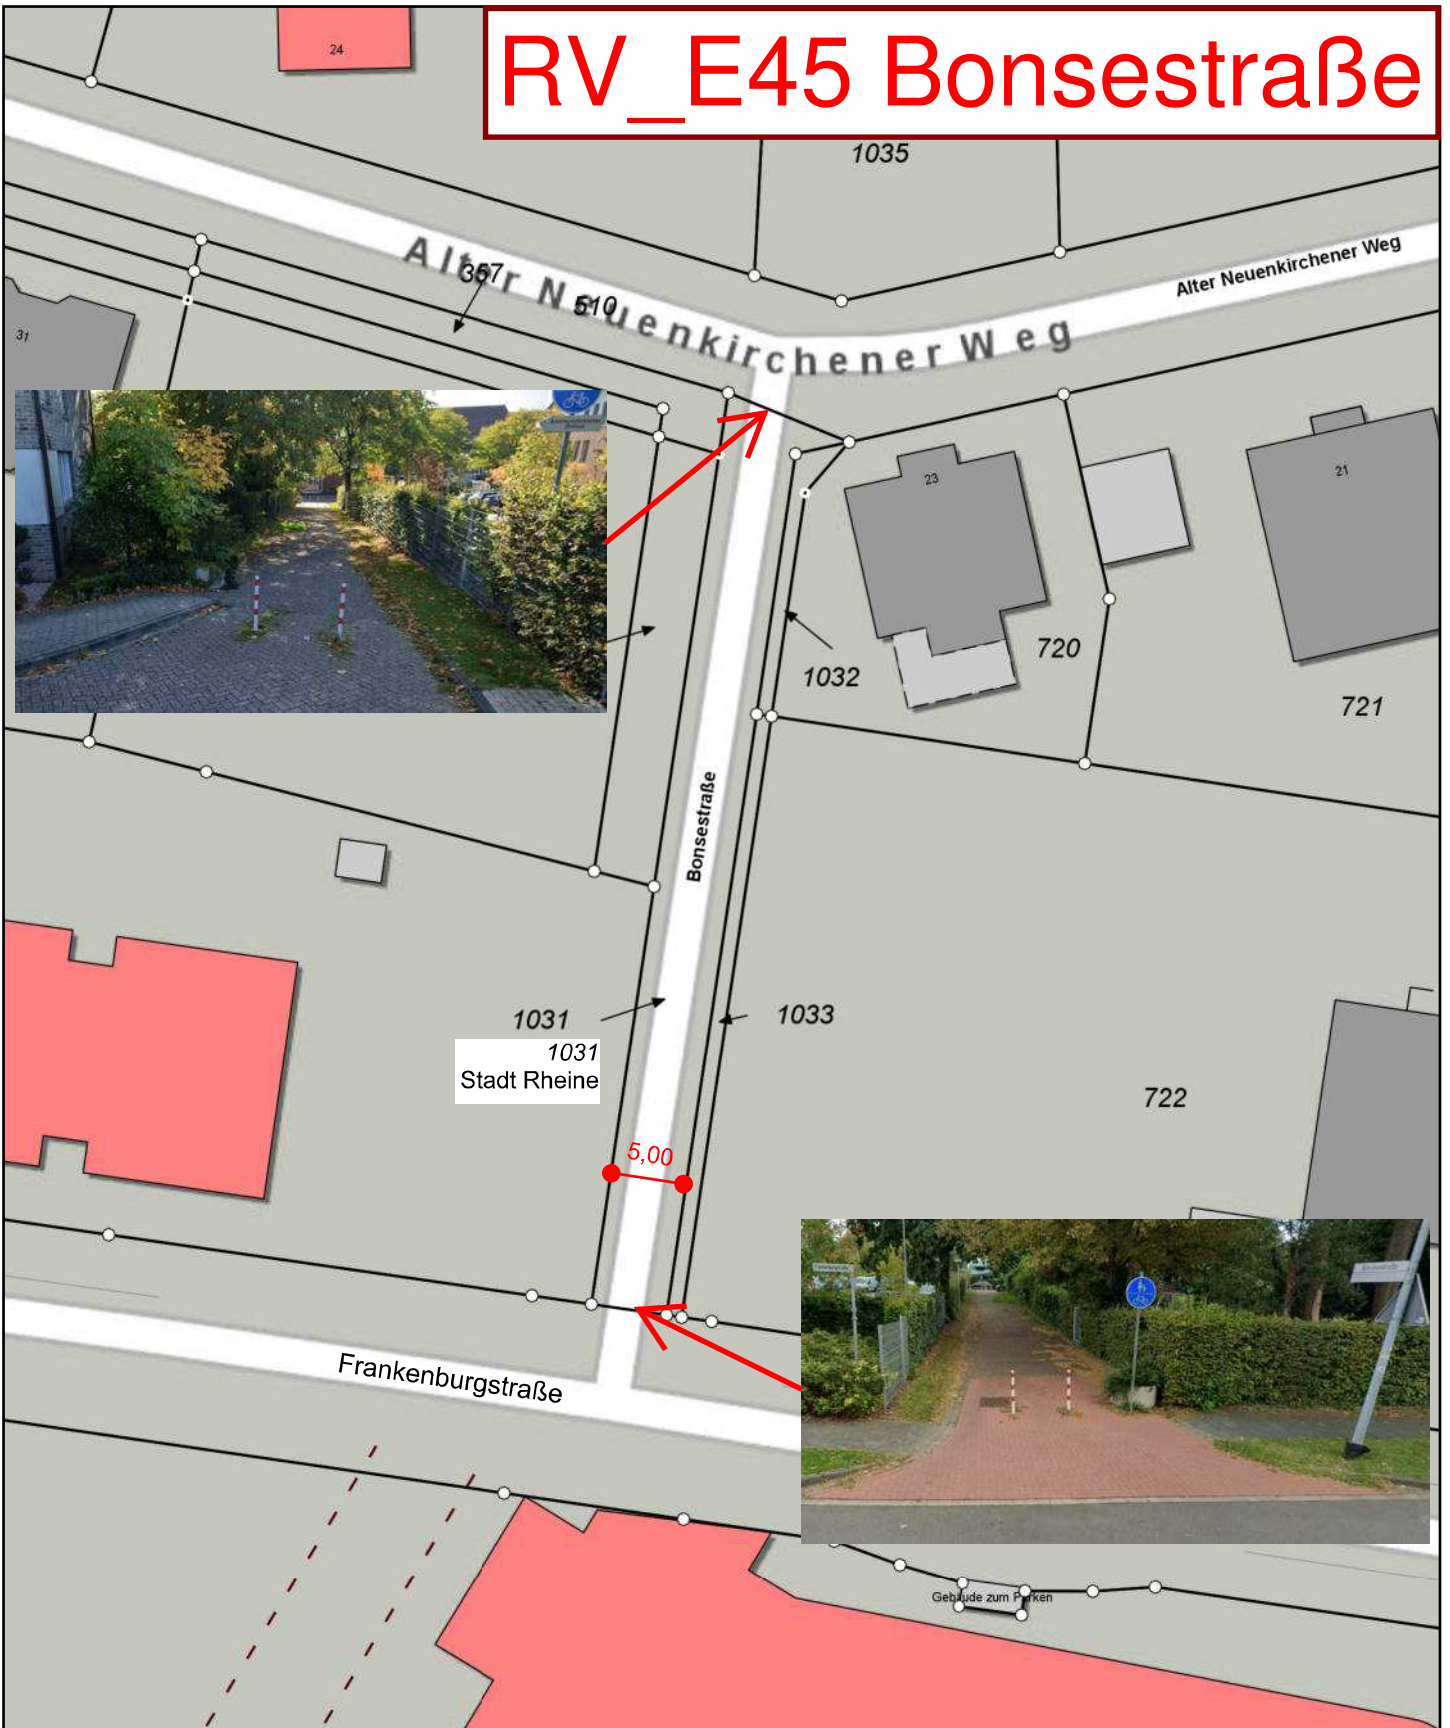 RV_E45 Bonsestraße
24
1035
Alter Neuenkirchener Weg
Alter Neuenkirchener Weg
357
510
31
23
21
1032
720
721
Bonsestraße
1031
1033
1031
Stadt Rheine
722
5,00
Frankenburgstraße
Gebäude zum Parken